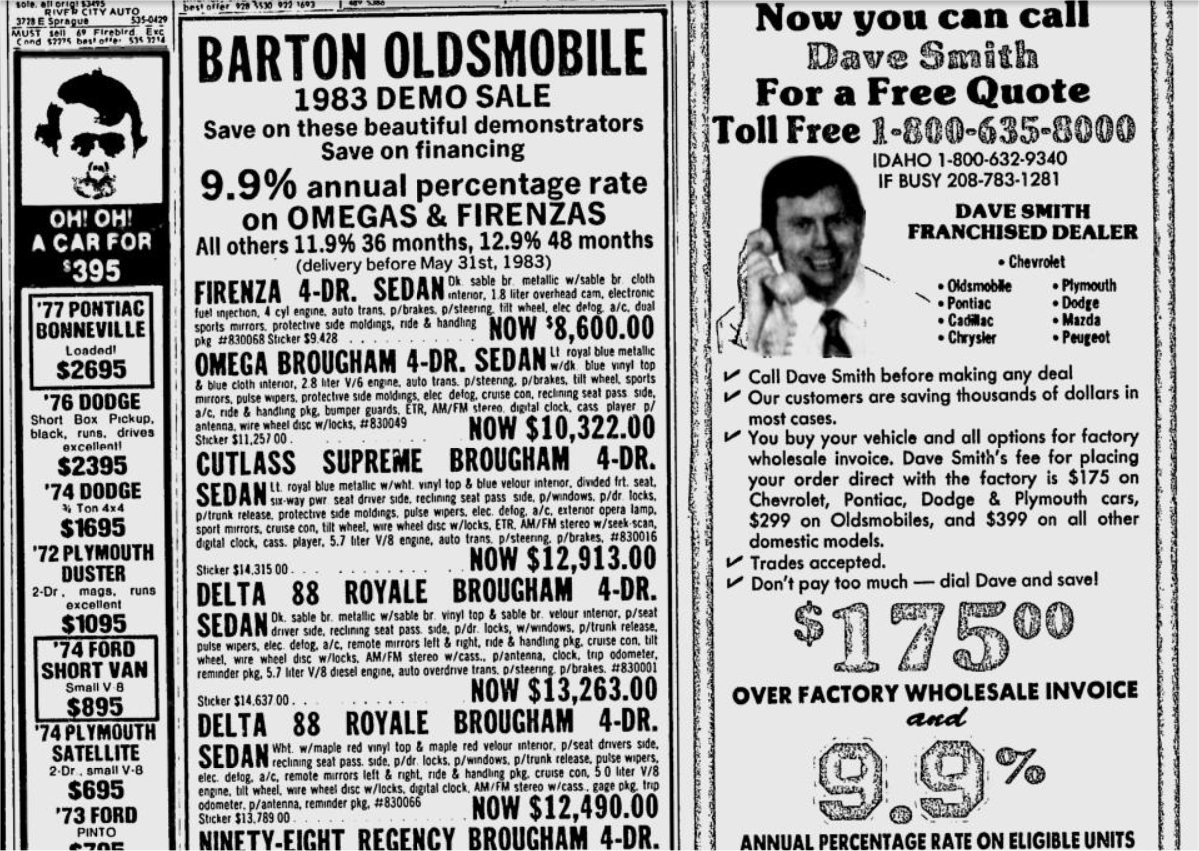 sole, all orig! $3495
RIVER CITY AUTO
3728 E Sprague 535-0429
MUST sell 69 Firebird. Exc
Cond $2275 best offer 535 3214
OH! OH!
A CAR FOR
$395
'77 PONTIAC
BONNEVILLE
Loaded!
$2695
'76 DODGE
Short Box Pickup,
black, runs, drives
excellent!
$2395
'74 DODGE
¾ Ton 4x4
$1695
'72 PLYMOUTH
DUSTER
2-Dr, mags, runs
excellent
$1095
'74 FORD
SHORT VAN
Small V-8
$895
'74 PLYMOUTH
SATELLITE
2-Dr, small V-8
$695
'73 FORD
PINTO
best offer 928 5530 922 1693
BARTON OLDSMOBILE
1983 DEMO SALE
Save on these beautiful demonstrators
Save on financing
9.9% annual percentage rate
on OMEGAS & FIRENZAS
All others 11.9% 36 months, 12.9% 48 months
(delivery before May 31st, 1983)
FIRENZA 4-DR. SEDAN Dk. sable br. metallic w/sable br. cloth
interior, 1.8 liter overhead cam, electronic
fuel injection, 4 cyl engine, auto trans, p/brakes, p/steering, tilt wheel, elec defog, a/c, dual
sports mirrors, protective side moldings, ride & handling
pkg #830068 Sticker $9,428 . . . NOW $8,600.00
OMEGA BROUGHAM 4-DR. SEDAN Lt royal blue metallic
w/dk. blue vinyl top
& blue cloth interior, 2.8 liter V/6 engine, auto trans. p/steering, p/brakes, tilt wheel, sports
mirrors, pulse wipers, protective side moldings, elec defog, cruise con, reclining seat pass side,
a/c, ride & handling pkg, bumper guards, ETR, AM/FM stereo, digital clock, cass player p/
antenna, wire wheel disc w/locks, #830049
Sticker $11,257 00 . . . NOW $10,322.00
CUTLASS SUPREME BROUGHAM 4-DR.
SEDAN Lt. royal blue metallic w/wht. vinyl top & blue velour interior, divided frt. seat,
six-way pwr. seat driver side, reclining seat pass side, p/windows, p/dr. locks,
p/trunk release, protective side moldings, pulse wipers, elec. defog, a/c, exterior opera lamp,
sport mirrors, cruise con, tilt wheel, wire wheel disc w/locks, ETR, AM/FM stereo w/seek-scan,
digital clock, cass. player, 5.7 liter V/8 engine, auto trans, p/steering, p/brakes, #830016
Sticker $14,315 00 . . . NOW $12,913.00
DELTA 88 ROYALE BROUGHAM 4-DR.
SEDAN Dk. sable br. metallic w/sable br. vinyl top & sable br. velour interior, p/seat
driver side, reclining seat pass. side, p/dr. locks, w/windows, p/trunk release,
pulse wipers, elec. defog, a/c, remote mirrors left & right, ride & handling pkg, cruise con, tilt
wheel, wire wheel disc w/locks, AM/FM stereo w/cass., p/antenna, clock, trip odometer,
reminder pkg, 5.7 liter V/8 diesel engine, auto overdrive trans, p/steering, p/brakes. #830001
Sticker $14,637 00 . . . NOW $13,263.00
DELTA 88 ROYALE BROUGHAM 4-DR.
SEDAN Wht. w/maple red vinyl top & maple red velour interior, p/seat drivers side,
reclining seat pass. side, p/dr. locks, p/windows, p/trunk release, pulse wipers,
elec. defog, a/c, remote mirrors left & right, ride & handling pkg, cruise con, 5 0 liter V/8
engine, tilt wheel, wire wheel disc w/locks, digital clock, AM/FM stereo w/cass., gage pkg, trip
odometer, p/antenna, reminder pkg, #830066
Sticker $13,789 00 . . . NOW $12,490.00
NINETY-EIGHT REGENCY BROUGHAM 4-DR.
Now you can call
Dave Smith
For a Free Quote
Toll Free 1-800-635-8000
IDAHO 1-800-632-9340
IF BUSY 208-783-1281
DAVE SMITH
FRANCHISED DEALER
• Chevrolet
• Oldsmobile • Plymouth
• Pontiac • Dodge
• Cadillac • Mazda
• Chrysler • Peugeot
✓ Call Dave Smith before making any deal
✓ Our customers are saving thousands of dollars in
most cases.
✓ You buy your vehicle and all options for factory
wholesale invoice. Dave Smith's fee for placing
your order direct with the factory is $175 on
Chevrolet, Pontiac, Dodge & Plymouth cars,
$299 on Oldsmobiles, and $399 on all other
domestic models.
✓ Trades accepted.
✓ Don't pay too much — dial Dave and save!
$175.00
OVER FACTORY WHOLESALE INVOICE
and
9.9%
ANNUAL PERCENTAGE RATE ON ELIGIBLE UNITS